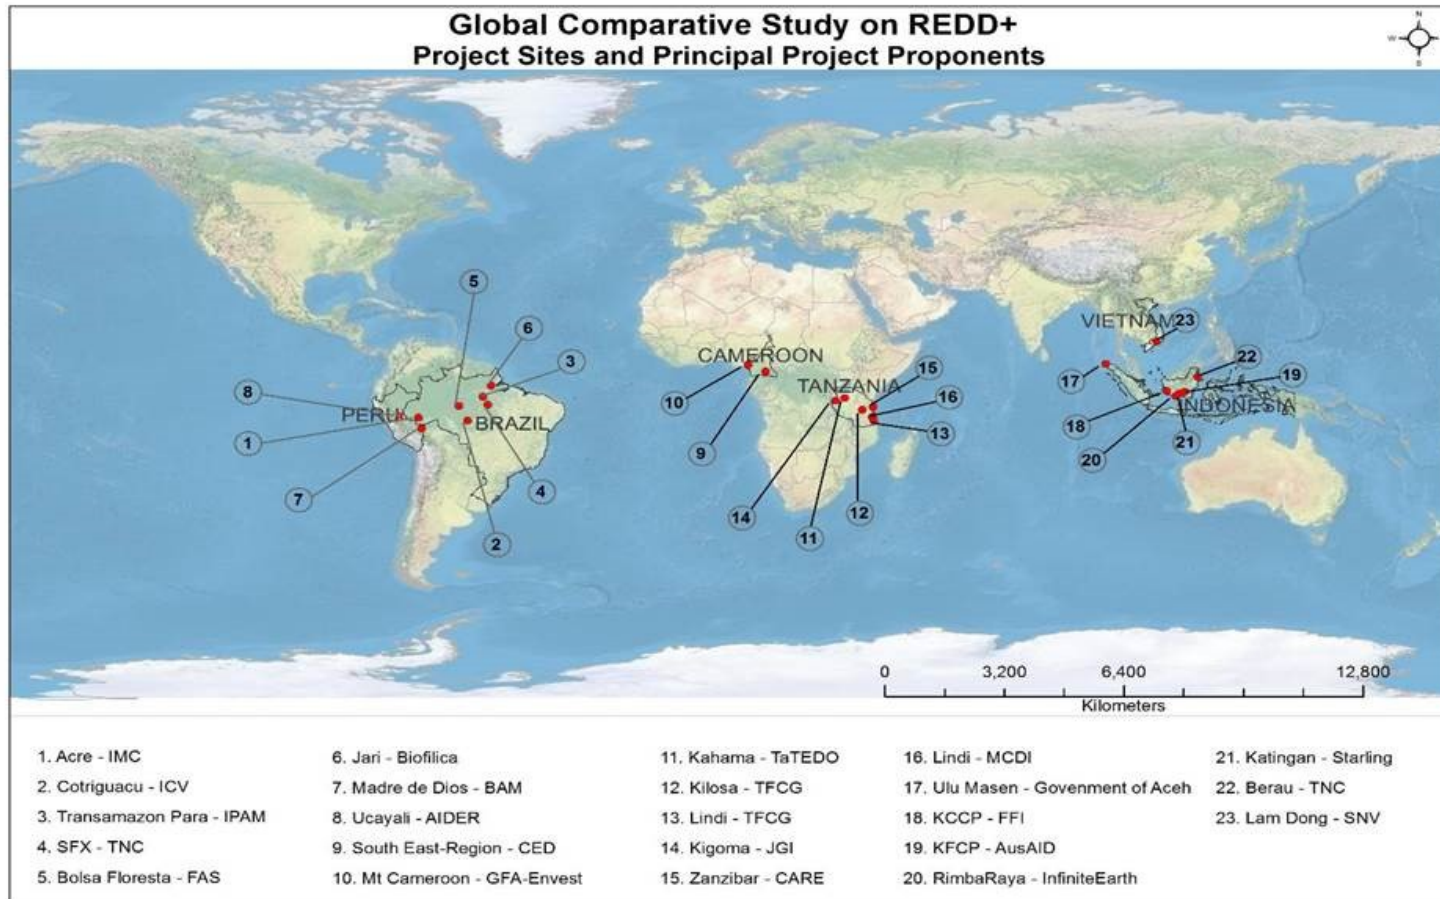 Global Comparative Study on REDD+
Project Sites and Principal Project Proponents
N
W
S
5
6
3
8
PERU
BRAZIL
1
7
4
2
CAMEROON
TANZANIA
10
9
15
16
13
14
12
11
VIETNAM
23
22
17
19
INDONESIA
18
21
20
0 3,200 6,400 12,800
Kilometers
1. Acre - IMC
2. Cotriguacu - ICV
3. Transamazon Para - IPAM
4. SFX - TNC
5. Bolsa Floresta - FAS
6. Jari - Biofilica
7. Madre de Dios - BAM
8. Ucayali - AIDER
9. South East-Region - CED
10. Mt Cameroon - GFA-Envest
11. Kahama - TaTEDO
12. Kilosa - TFCG
13. Lindi - TFCG
14. Kigoma - JGI
15. Zanzibar - CARE
16. Lindi - MCDI
17. Ulu Masen - Govenment of Aceh
18. KCCP - FFI
19. KFCP - AusAID
20. RimbaRaya - InfiniteEarth
21. Katingan - Starling
22. Berau - TNC
23. Lam Dong - SNV